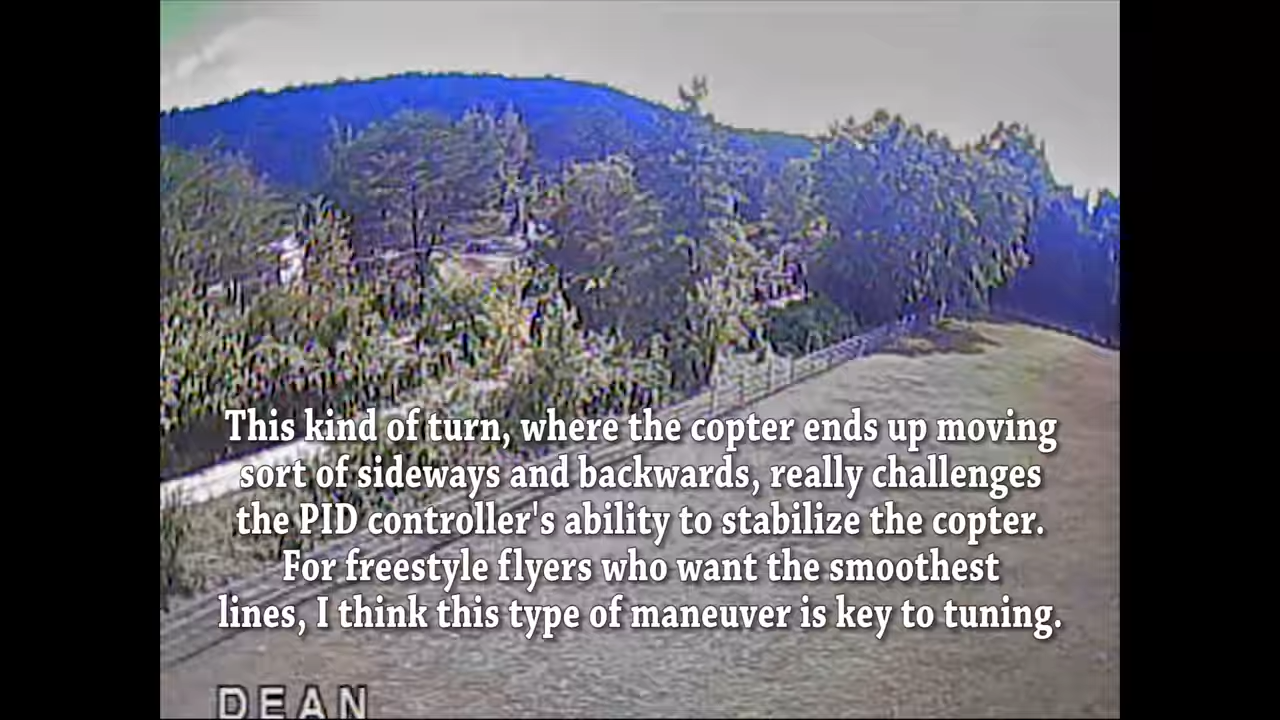 This kind of turn, where the copter ends up moving
sort of sideways and backwards, really challenges
the PID controller's ability to stabilize the copter.
For freestyle flyers who want the smoothest
lines, I think this type of maneuver is key to tuning.
DEAN